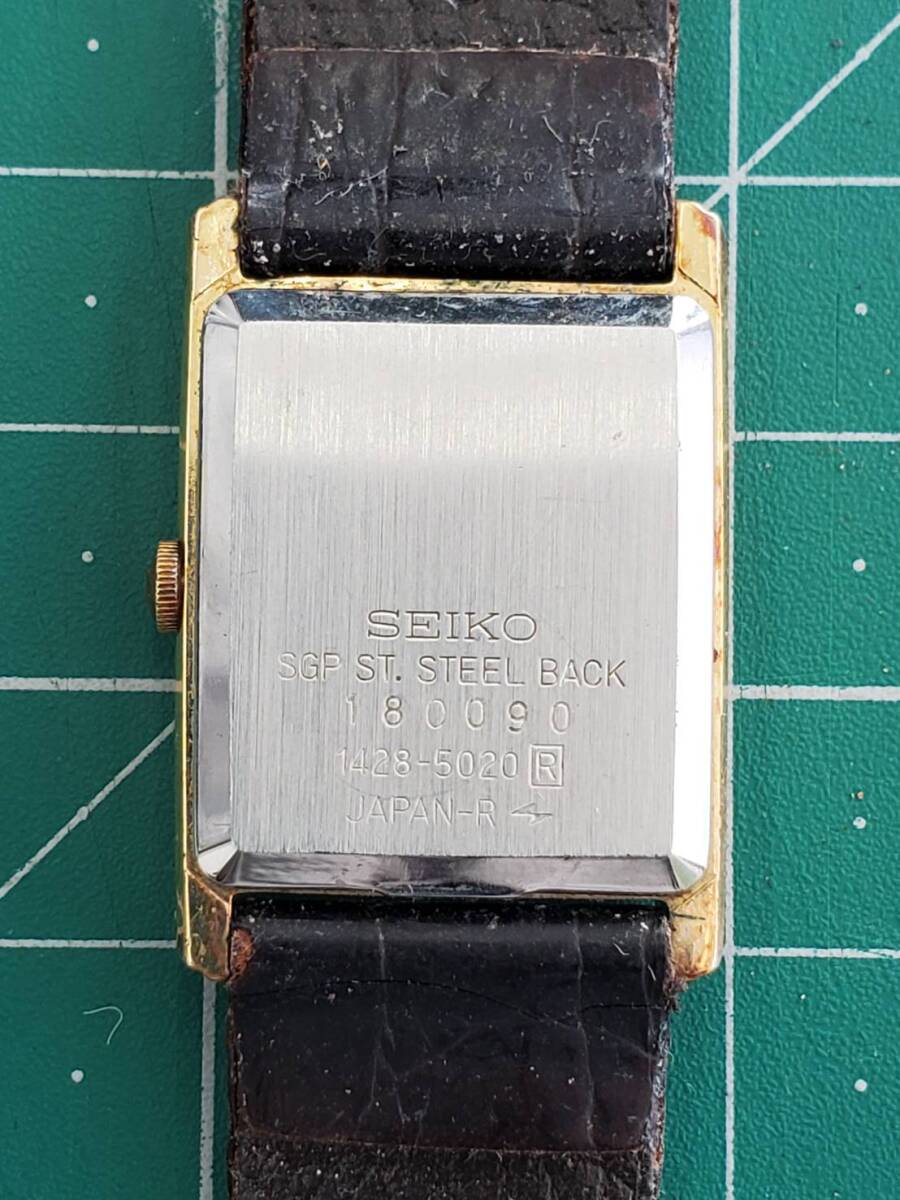 SEIKO
SGP ST. STEEL BACK
180090
1428-5020 R
JAPAN-R